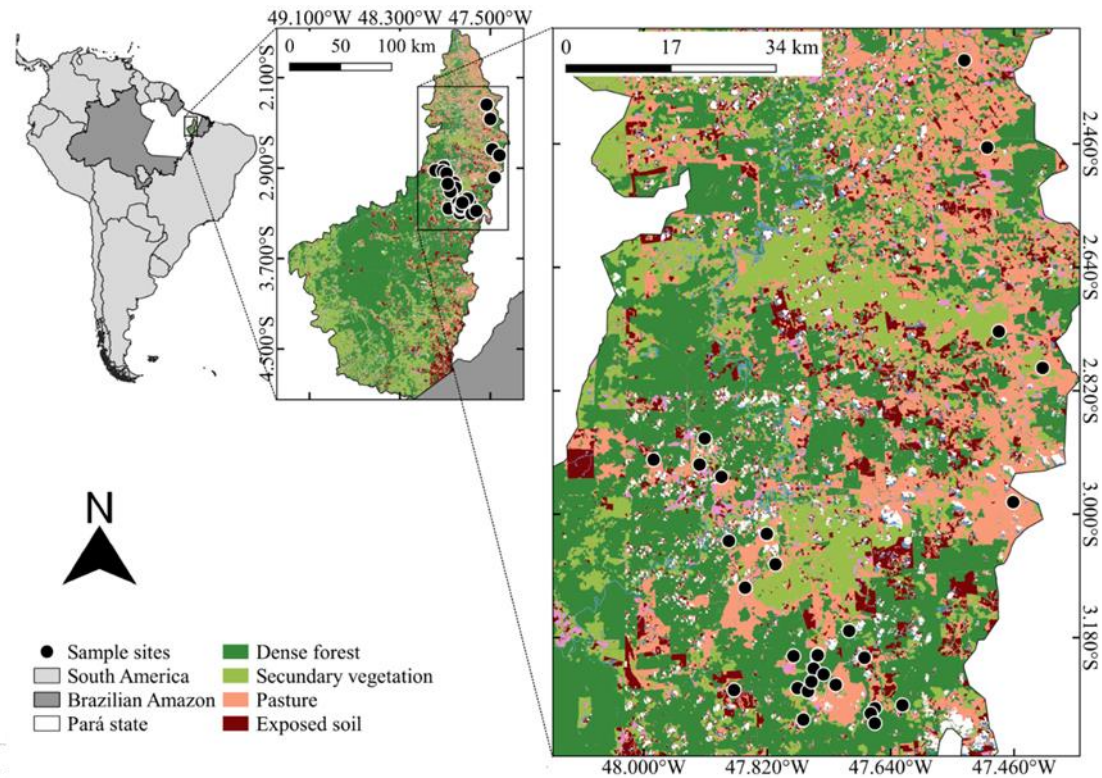 49.100°W 48.300°W 47.500°W
0 50 100 km
2.100°S
2.900°S
3.700°S
4.500°S
0 17 34 km
2.460°S
2.640°S
2.820°S
3.000°S
3.180°S
48.000°W 47.820°W 47.640°W 47.460°W
N
Sample sites
South America
Brazilian Amazon
Pará state
Dense forest
Secundary vegetation
Pasture
Exposed soil